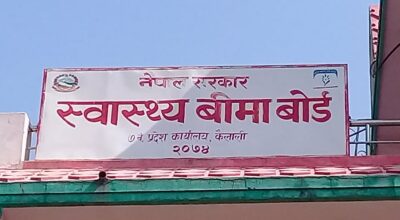 नेपाल सरकार
स्वास्थ्य बीमा बोर्ड
७ नं प्रदेश कार्यालय, कैलाली
२०७४